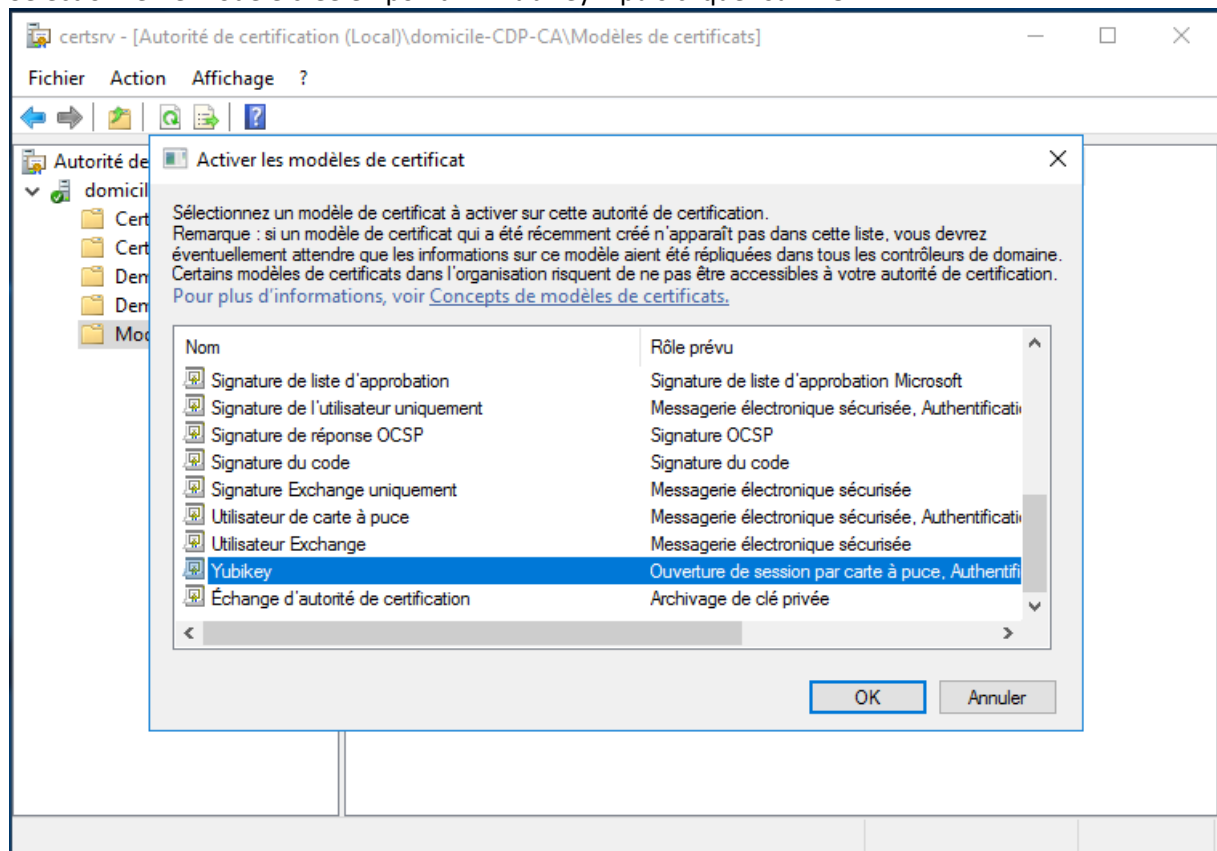 certsrv - [Autorité de certification (Local)\domicile-CDP-CA\Modèles de certificats]
Fichier Action Affichage ?
Autorité de
domicil
Cert
Cert
Dem
Dem
Mod
Activer les modèles de certificat
Sélectionnez un modèle de certificat à activer sur cette autorité de certification.
Remarque : si un modèle de certificat qui a été récemment créé n'apparaît pas dans cette liste, vous devrez
éventuellement attendre que les informations sur ce modèle aient été répliquées dans tous les contrôleurs de domaine.
Certains modèles de certificats dans l'organisation risquent de ne pas être accessibles à votre autorité de certification.
Pour plus d'informations, voir Concepts de modèles de certificats.
Nom Rôle prévu
Signature de liste d'approbation Signature de liste d'approbation Microsoft
Signature de l'utilisateur uniquement Messagerie électronique sécurisée, Authentificati
Signature de réponse OCSP Signature OCSP
Signature du code Signature du code
Signature Exchange uniquement Messagerie électronique sécurisée
Utilisateur de carte à puce Messagerie électronique sécurisée, Authentificati
Utilisateur Exchange Messagerie électronique sécurisée
Yubikey Ouverture de session par carte à puce, Authentifi
Échange d'autorité de certification Archivage de clé privée
OK Annuler